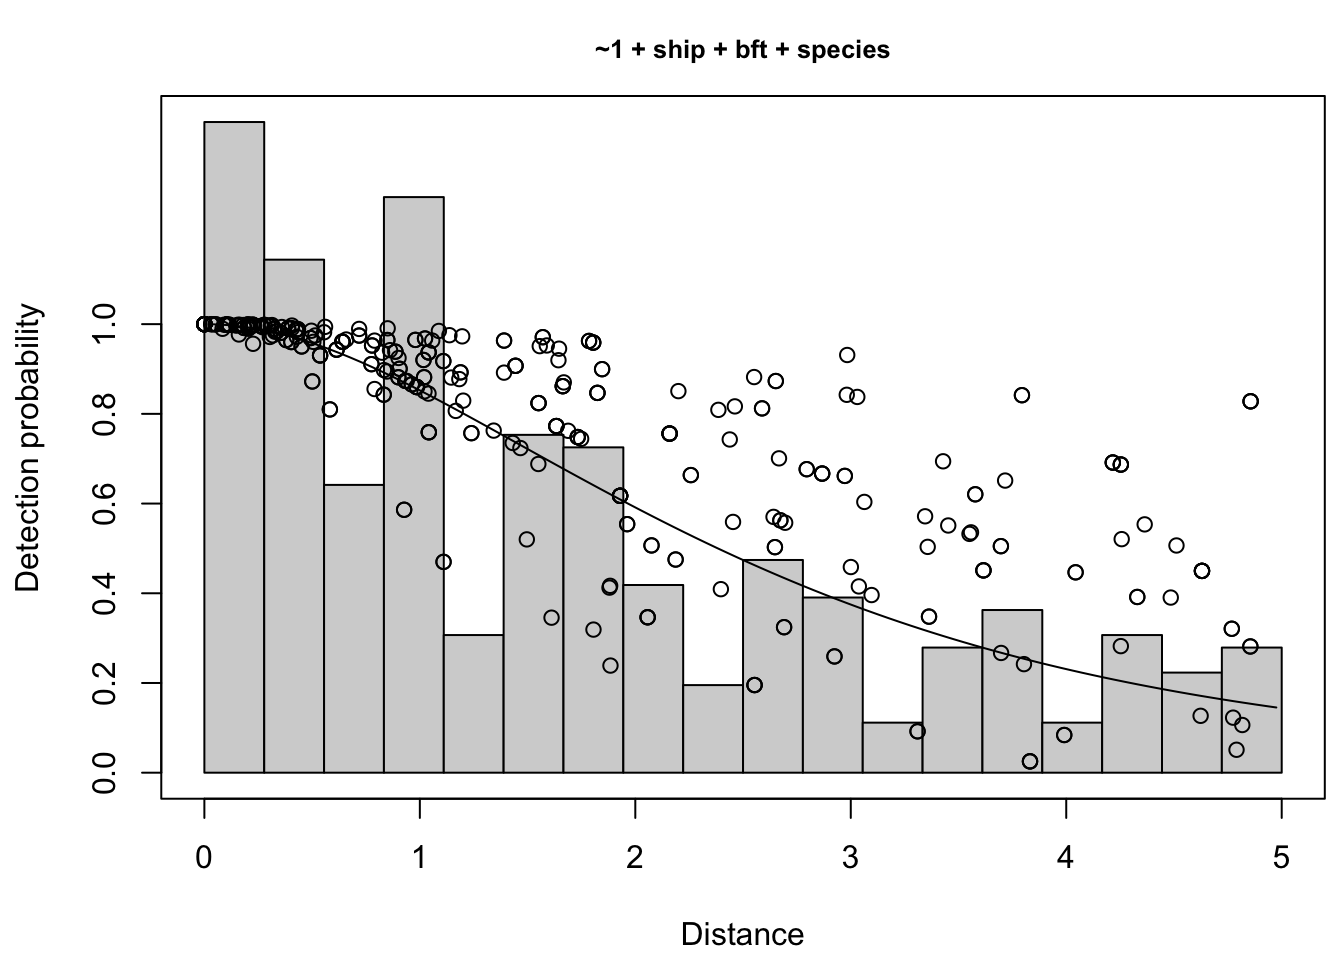 ~1 + ship + bft + species
Detection probability
1.0
0.8
0.6
0.4
0.2
0.0
0 1 2 3 4 5
Distance